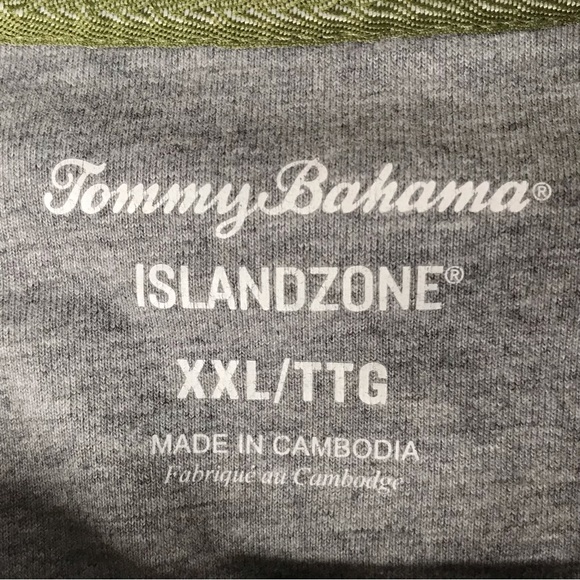 Tommy Bahama®
ISLANDZONE®
XXL/TTG
MADE IN CAMBODIA
Fabriqué au Cambodge